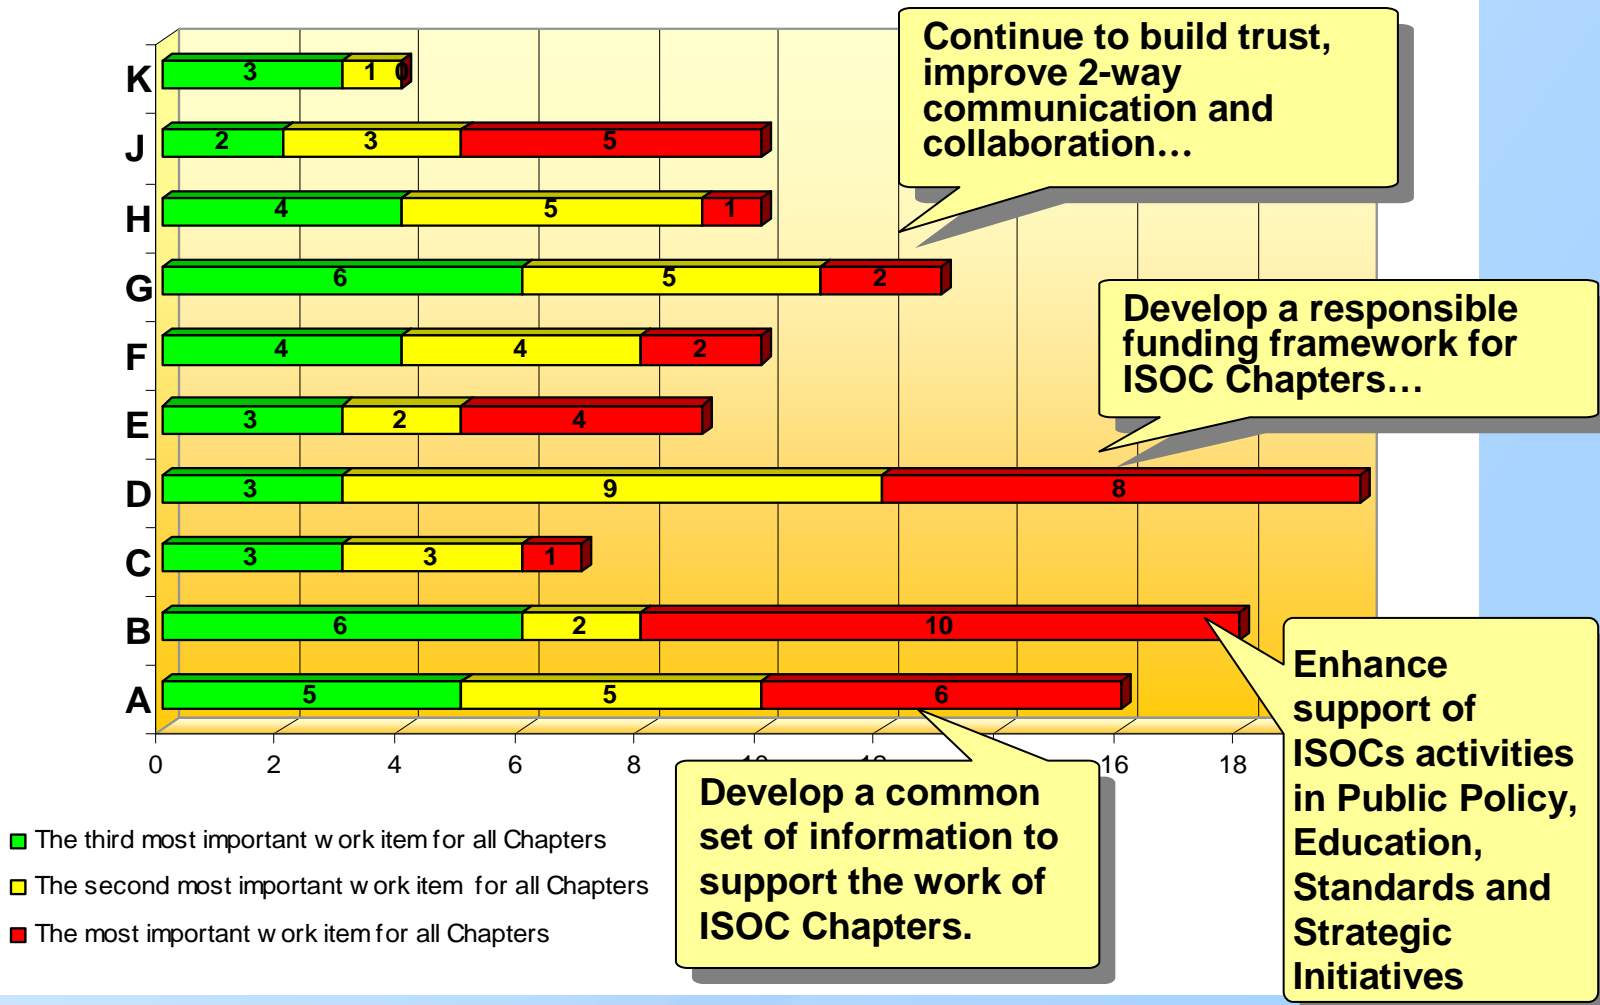 Continue to build trust,
improve 2-way
communication and
collaboration…
K
3
1
0
J
2
3
5
H
4
5
1
G
6
5
2
Develop a responsible
funding framework for
ISOC Chapters…
F
4
4
2
E
3
2
4
D
3
9
8
C
3
3
1
B
6
2
10
A
5
5
6
0
2
4
6
8
16
18
Enhance
support of
ISOCs activities
in Public Policy,
Education,
Standards and
Strategic
Initiatives
Develop a common
set of information to
support the work of
ISOC Chapters.
The third most important work item for all Chapters
The second most important work item for all Chapters
The most important work item for all Chapters